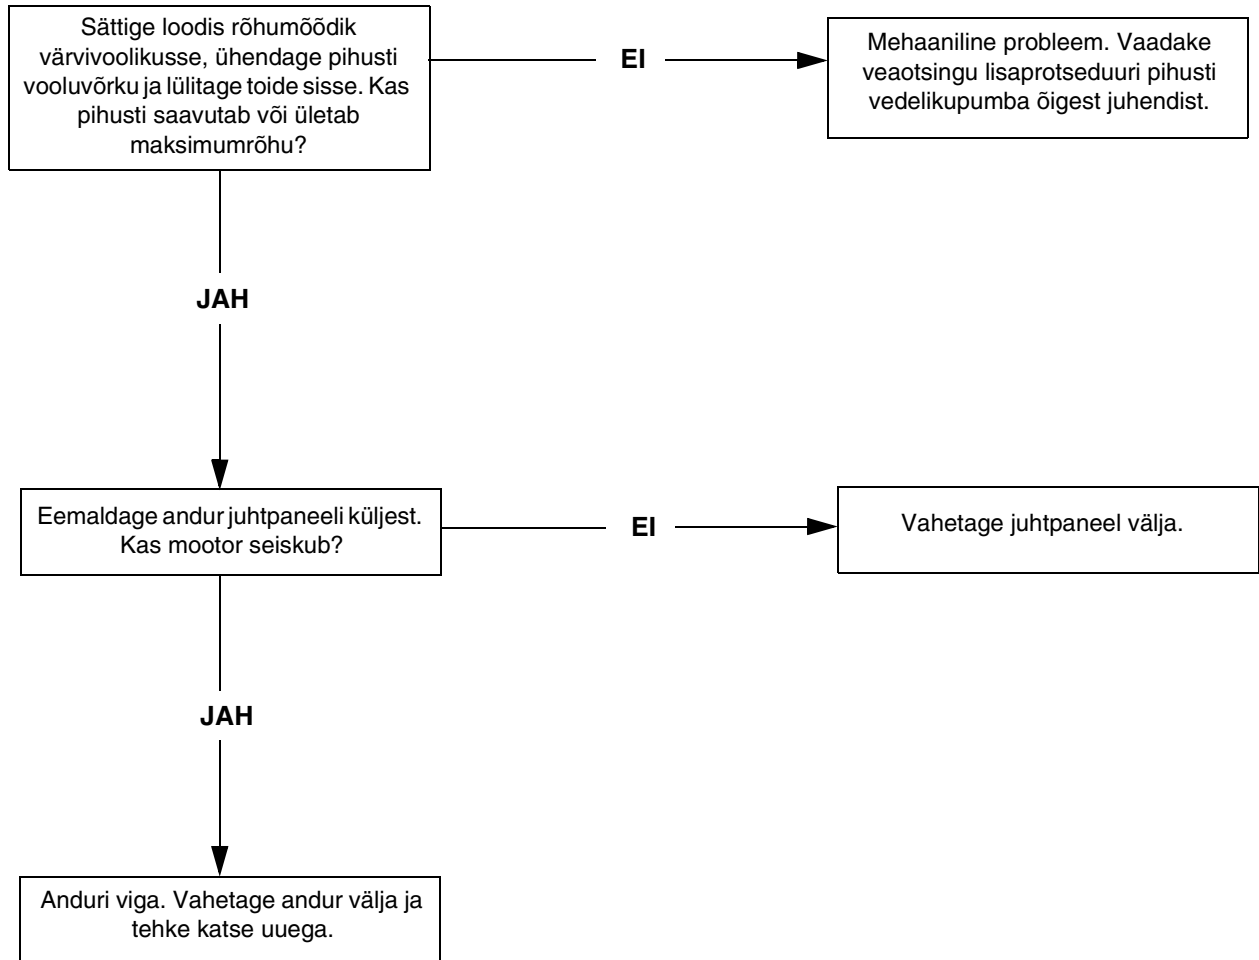 Sättige loodis rõhumõõdik
värvivoolikusse, ühendage pihusti
vooluvõrku ja lülitage toide sisse. Kas
pihusti saavutab või ületab
maksimumrõhu?
EI
Mehaaniline probleem. Vaadake
veaotsingu lisaprotseduuri pihusti
vedelikupumba õigest juhendist.
JAH
Eemaldage andur juhtpaneeli küljest.
Kas mootor seiskub?
EI
Vahetage juhtpaneel välja.
JAH
Anduri viga. Vahetage andur välja ja
tehke katse uuega.